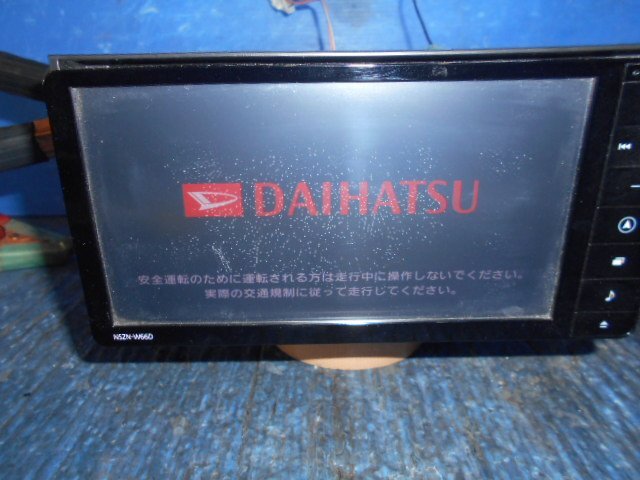 DAIHATSU
安全運転のために運転される方は走行中に操作しないでください。
実際の交通規制に従って走行してください。
NSZN-W66D